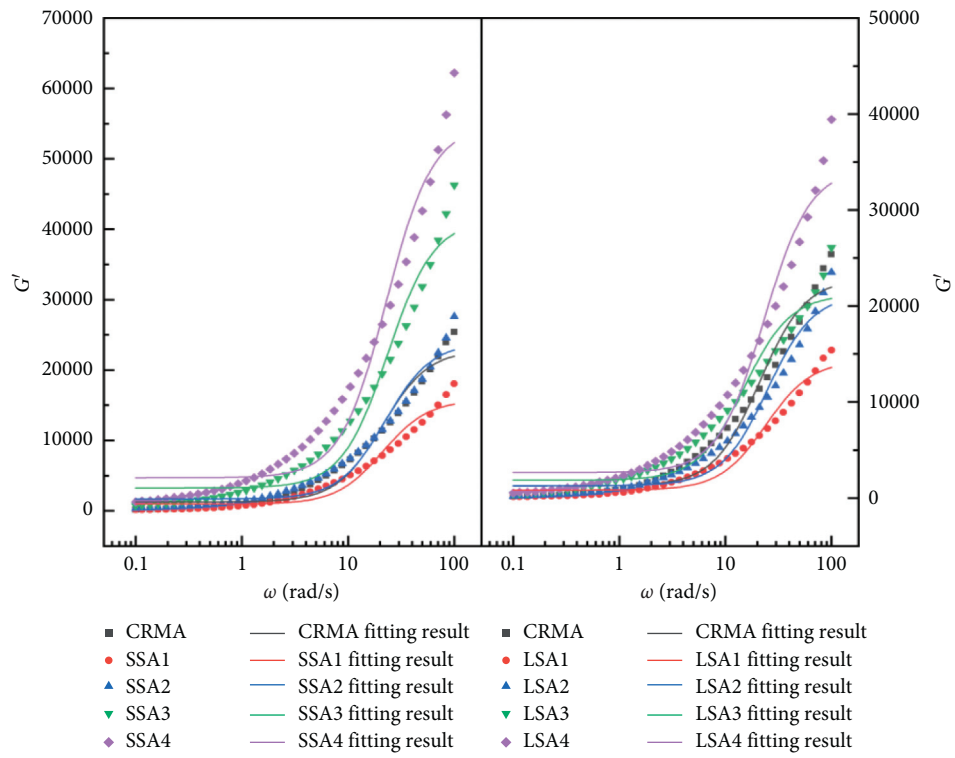 70000
60000
50000
40000
30000
20000
10000
0
G′
50000
40000
30000
20000
10000
0
G′
0.1 1 10 100 0.1 1 10 100
ω (rad/s) ω (rad/s)
CRMA CRMA fitting result CRMA CRMA fitting result
SSA1 SSA1 fitting result LSA1 LSA1 fitting result
SSA2 SSA2 fitting result LSA2 LSA2 fitting result
SSA3 SSA3 fitting result LSA3 LSA3 fitting result
SSA4 SSA4 fitting result LSA4 LSA4 fitting result